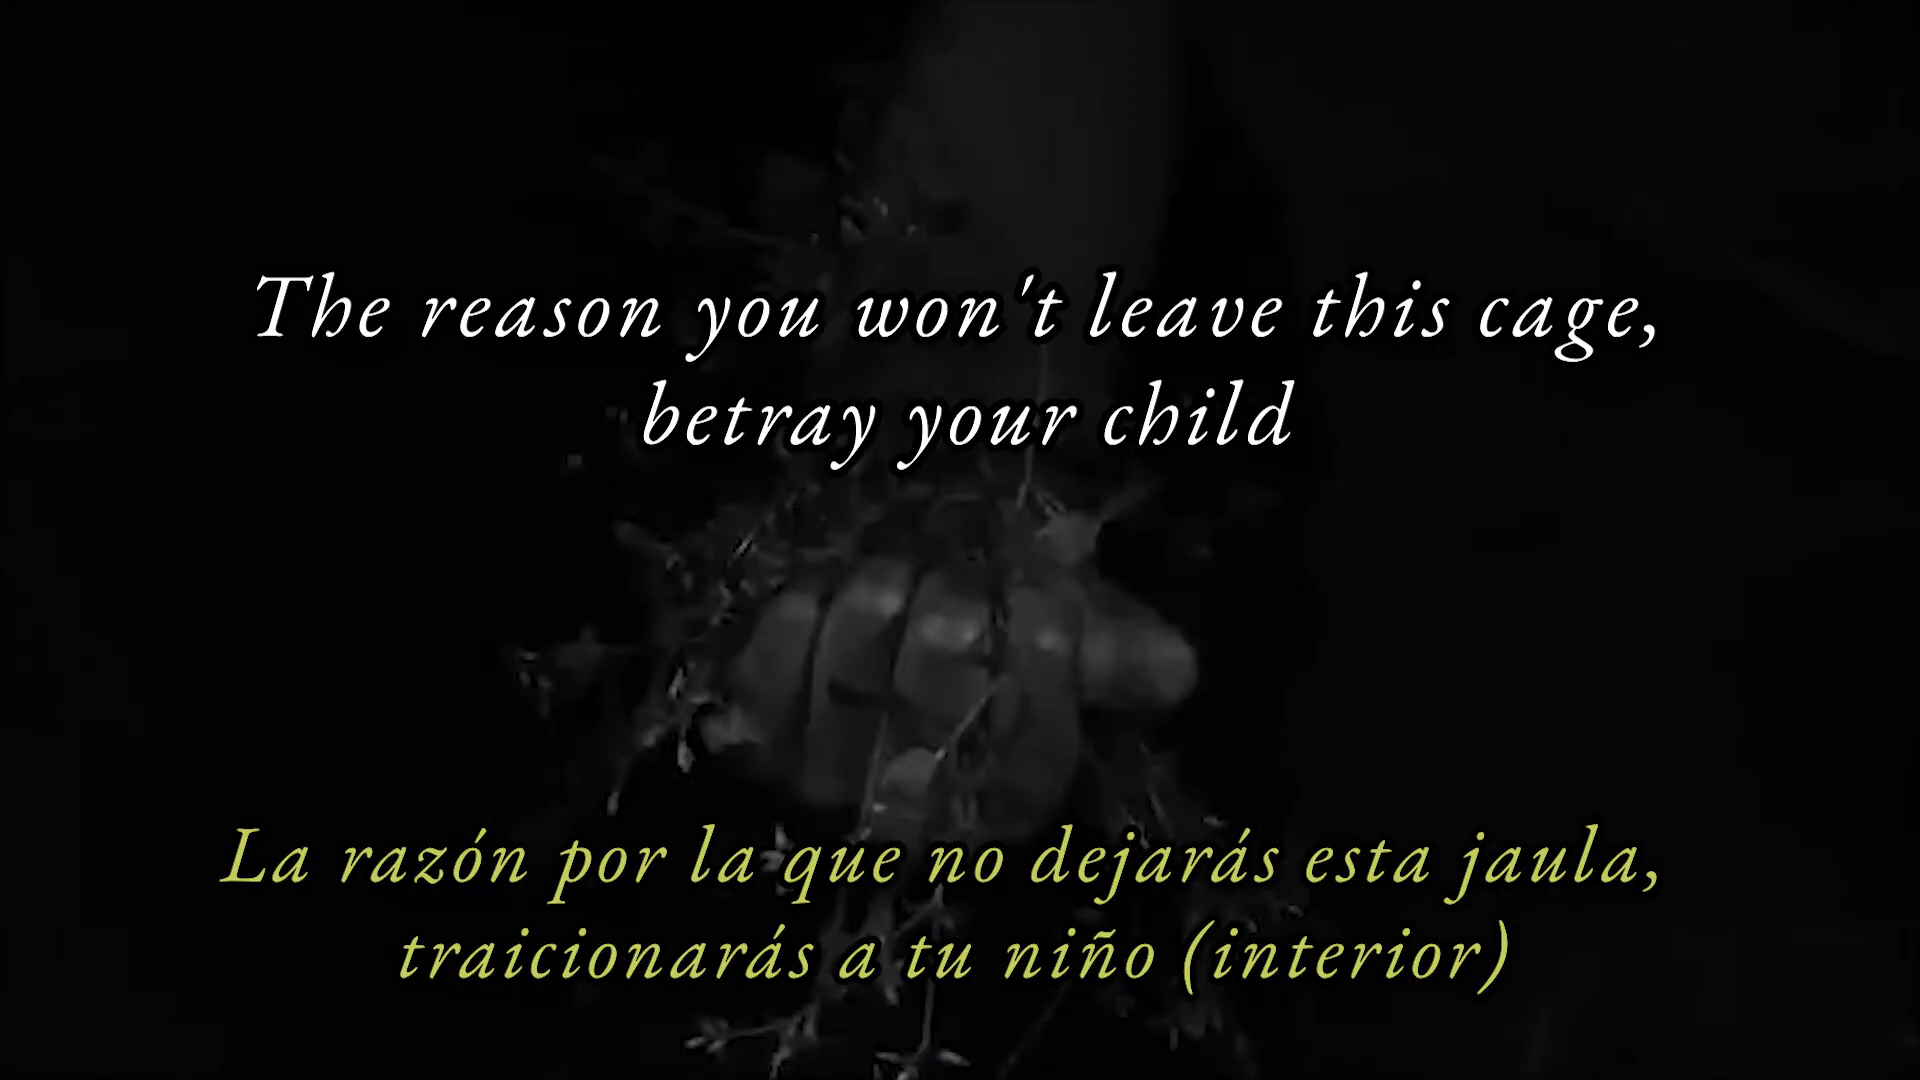 The reason you won't leave this cage,
betray your child
La razón por la que no dejarás esta jaula,
traicionarás a tu niño (interior)